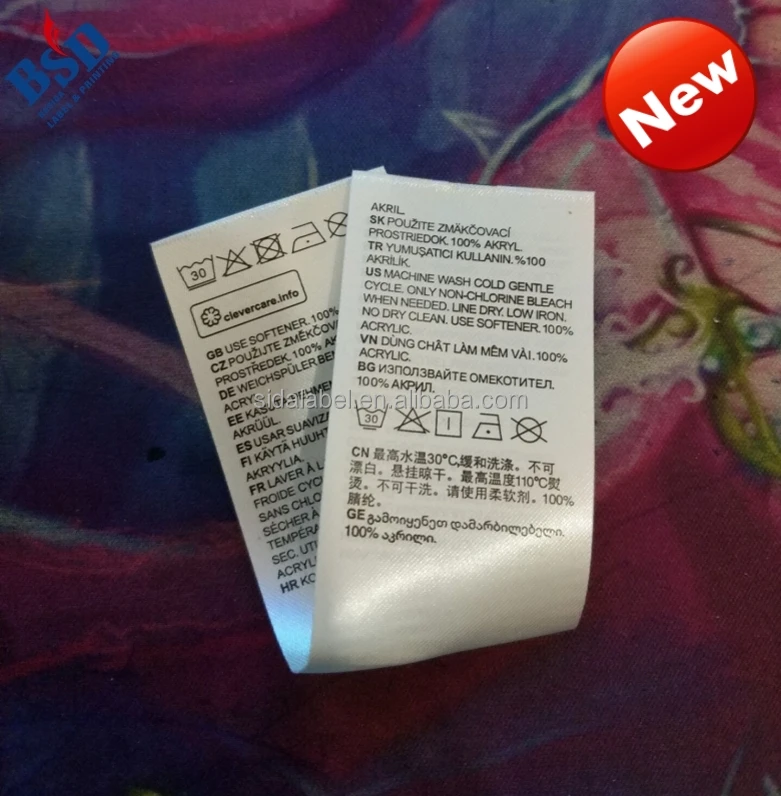 BSD
LABEL & PRINTING
New
30
clevercare.info
GB USE SOFTENER. 100%
CZ POUŽIJTE ZMĚKČOV
PROSTŘEDEK. 100% AK
DE WEICHSPÜLER BEN
ACRY
EE KASU
AKRÜÜL.
ES USAR SUAVIZA
FI KÄYTÄ HUUHT
AKRYYLIA.
FR LAVER À L
FROIDE CYC
SANS CHLO
SÉCHER À
TEMPÉRA
SEC. UTI
ACRYL
HR KO
AKRIL.
SK POUŽITE ZMÄKČOVACÍ
PROSTRIEDOK. 100% AKRYL.
TR YUMUŞATICI KULLANIN.%100
AKRİLİK.
US MACHINE WASH COLD GENTLE
CYCLE. ONLY NON-CHLORINE BLEACH
WHEN NEEDED. LINE DRY. LOW IRON.
NO DRY CLEAN. USE SOFTENER. 100%
ACRYLIC.
VN DÙNG CHẤT LÀM MỀM VẢI. 100%
ACRYLIC.
BG ИЗПОЛЗВАЙТЕ ОМЕКОТИТЕЛ.
100% АКРИЛ.
sidalabel.en.alibaba.com
30
CN 最高水温30°C,缓和洗涤。不可
漂白。悬挂晾干。最高温度110°C熨
烫。不可干洗。请使用柔软剂。100%
腈纶。
GE გამოიყენეთ დამარბილებელი.
100% აკრილი.